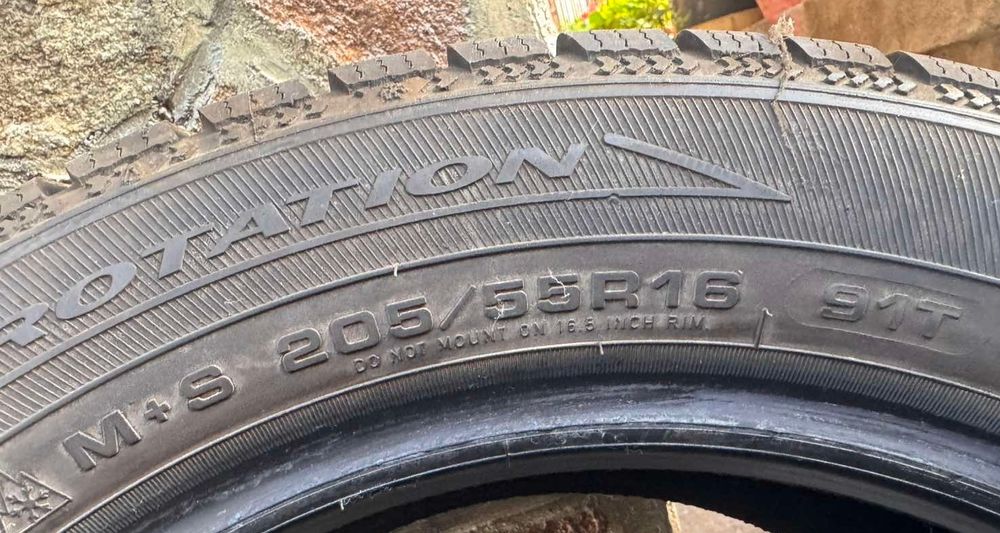 ROTATION
M+S 205/55R16 91T
DO NOT MOUNT ON 16.5 INCH RIM.